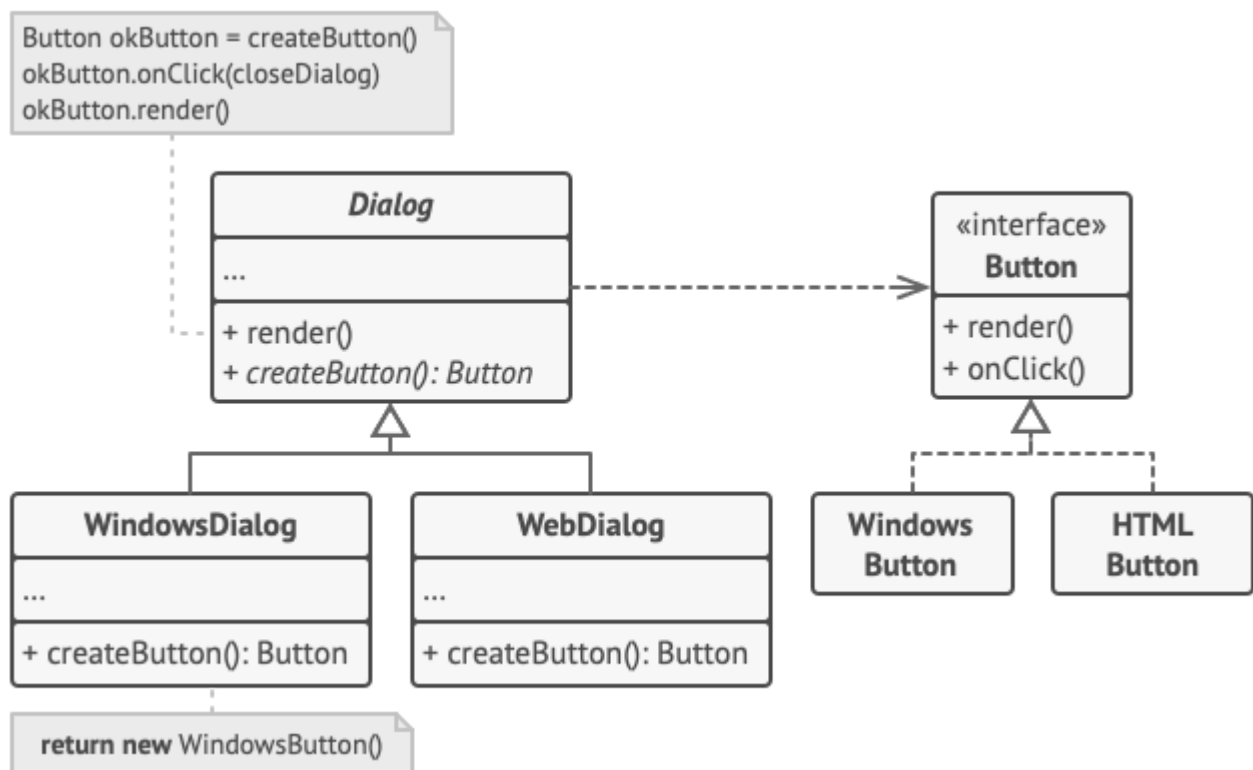 Button okButton = createButton()
okButton.onClick(closeDialog)
okButton.render()
Dialog
...
+ render()
+ createButton(): Button
«interface»
Button
+ render()
+ onClick()
WindowsDialog
...
+ createButton(): Button
WebDialog
...
+ createButton(): Button
Windows
Button
HTML
Button
return new WindowsButton()